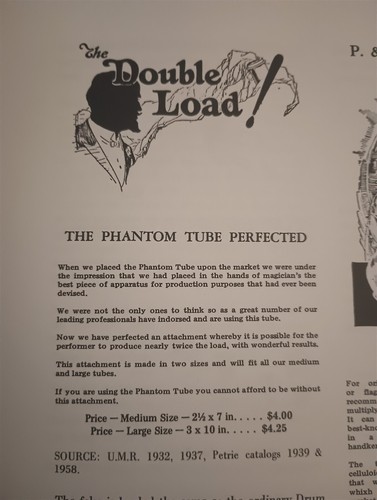 The
Double
Load!
P. &
THE PHANTOM TUBE PERFECTED
When we placed the Phantom Tube upon the market we were under
the impression that we had placed in the hands of magician's the
best piece of apparatus for production purposes that had ever been
devised.
We were not the only ones to think so as a great number of our
leading professionals have indorsed and are using this tube.
Now we have perfected an attachment whereby it is possible for the
performer to produce nearly twice the load, with wonderful results.
This attachment is made in two sizes and will fit all our medium
and large tubes.
If you are using the Phantom Tube you cannot afford to be without
this attachment.
Price — Medium Size — 2½ x 7 in. . . . . $4.00
Price — Large Size — 3 x 10 in. . . . . $4.25
SOURCE: U.M.R. 1932, 1937, Petrie catalogs 1939 &
1958.
For
or flag
recomm
multiply
It can
best-kno
in a
handker
The
celluloi
that w
which